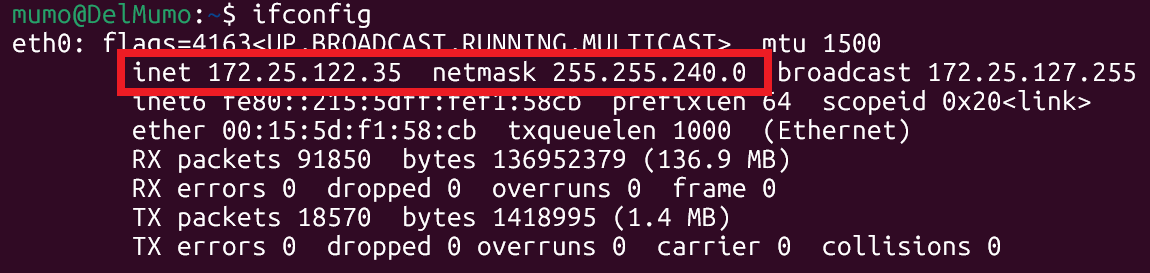 mumo@DelMumo:~$ ifconfig
eth0: flags=4163<UP,BROADCAST,RUNNING,MULTICAST>  mtu 1500
        inet 172.25.122.35  netmask 255.255.240.0  broadcast 172.25.127.255
        inet6 fe80::215:5dff:fef1:58cb  prefixlen 64  scopeid 0x20<link>
        ether 00:15:5d:f1:58:cb  txqueuelen 1000  (Ethernet)
        RX packets 91850  bytes 136952379 (136.9 MB)
        RX errors 0  dropped 0  overruns 0  frame 0
        TX packets 18570  bytes 1418995 (1.4 MB)
        TX errors 0  dropped 0 overruns 0  carrier 0  collisions 0